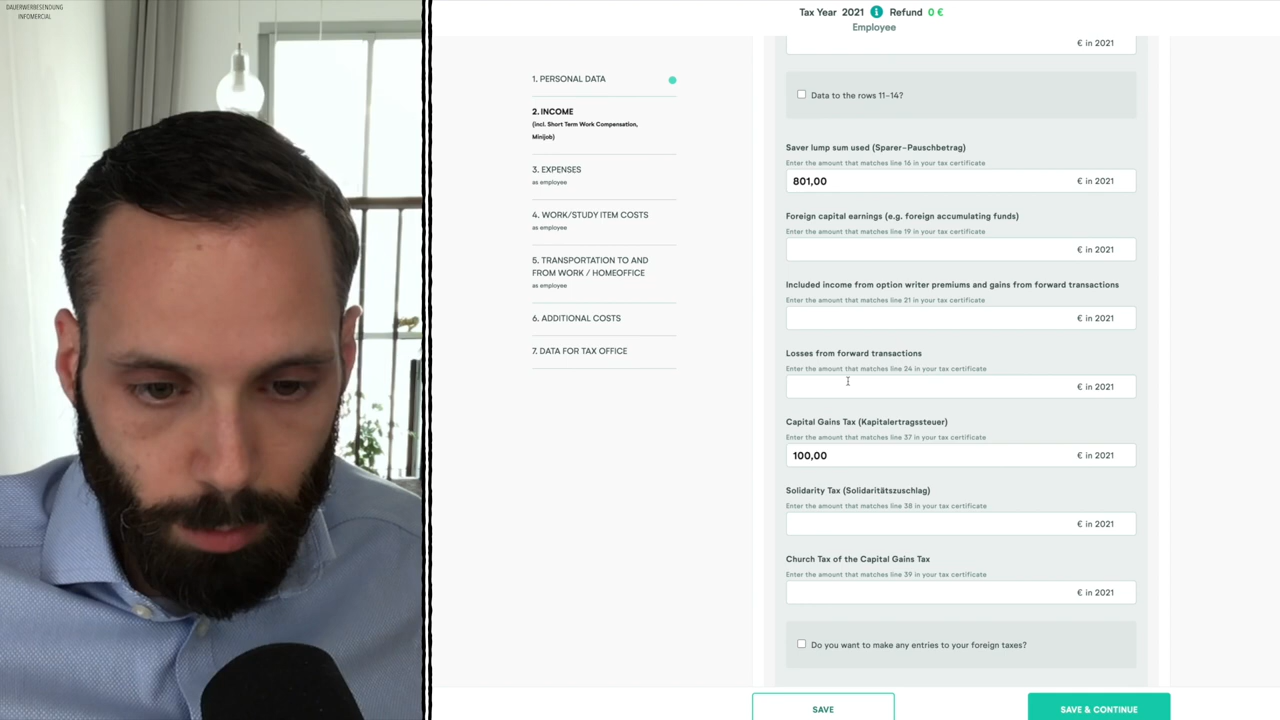 DAUERWERBESENDUNG
INFOMERCIAL
Tax Year 2021 i Refund 0 €
Employee
1. PERSONAL DATA
2. INCOME
(incl. Short Term Work Compensation,
Minijob)
3. EXPENSES
as employee
4. WORK/STUDY ITEM COSTS
as employee
5. TRANSPORTATION TO AND
FROM WORK / HOMEOFFICE
as employee
6. ADDITIONAL COSTS
7. DATA FOR TAX OFFICE
€ in 2021
Data to the rows 11-14?
Saver lump sum used (Sparer-Pauschbetrag)
Enter the amount that matches line 16 in your tax certificate
801,00 € in 2021
Foreign capital earnings (e.g. foreign accumulating funds)
Enter the amount that matches line 19 in your tax certificate
€ in 2021
Included income from option writer premiums and gains from forward transactions
Enter the amount that matches line 21 in your tax certificate
€ in 2021
Losses from forward transactions
Enter the amount that matches line 24 in your tax certificate
€ in 2021
Capital Gains Tax (Kapitalertragssteuer)
Enter the amount that matches line 37 in your tax certificate
100,00 € in 2021
Solidarity Tax (Solidaritätszuschlag)
Enter the amount that matches line 38 in your tax certificate
€ in 2021
Church Tax of the Capital Gains Tax
Enter the amount that matches line 39 in your tax certificate
€ in 2021
Do you want to make any entries to your foreign taxes?
SAVE
SAVE & CONTINUE